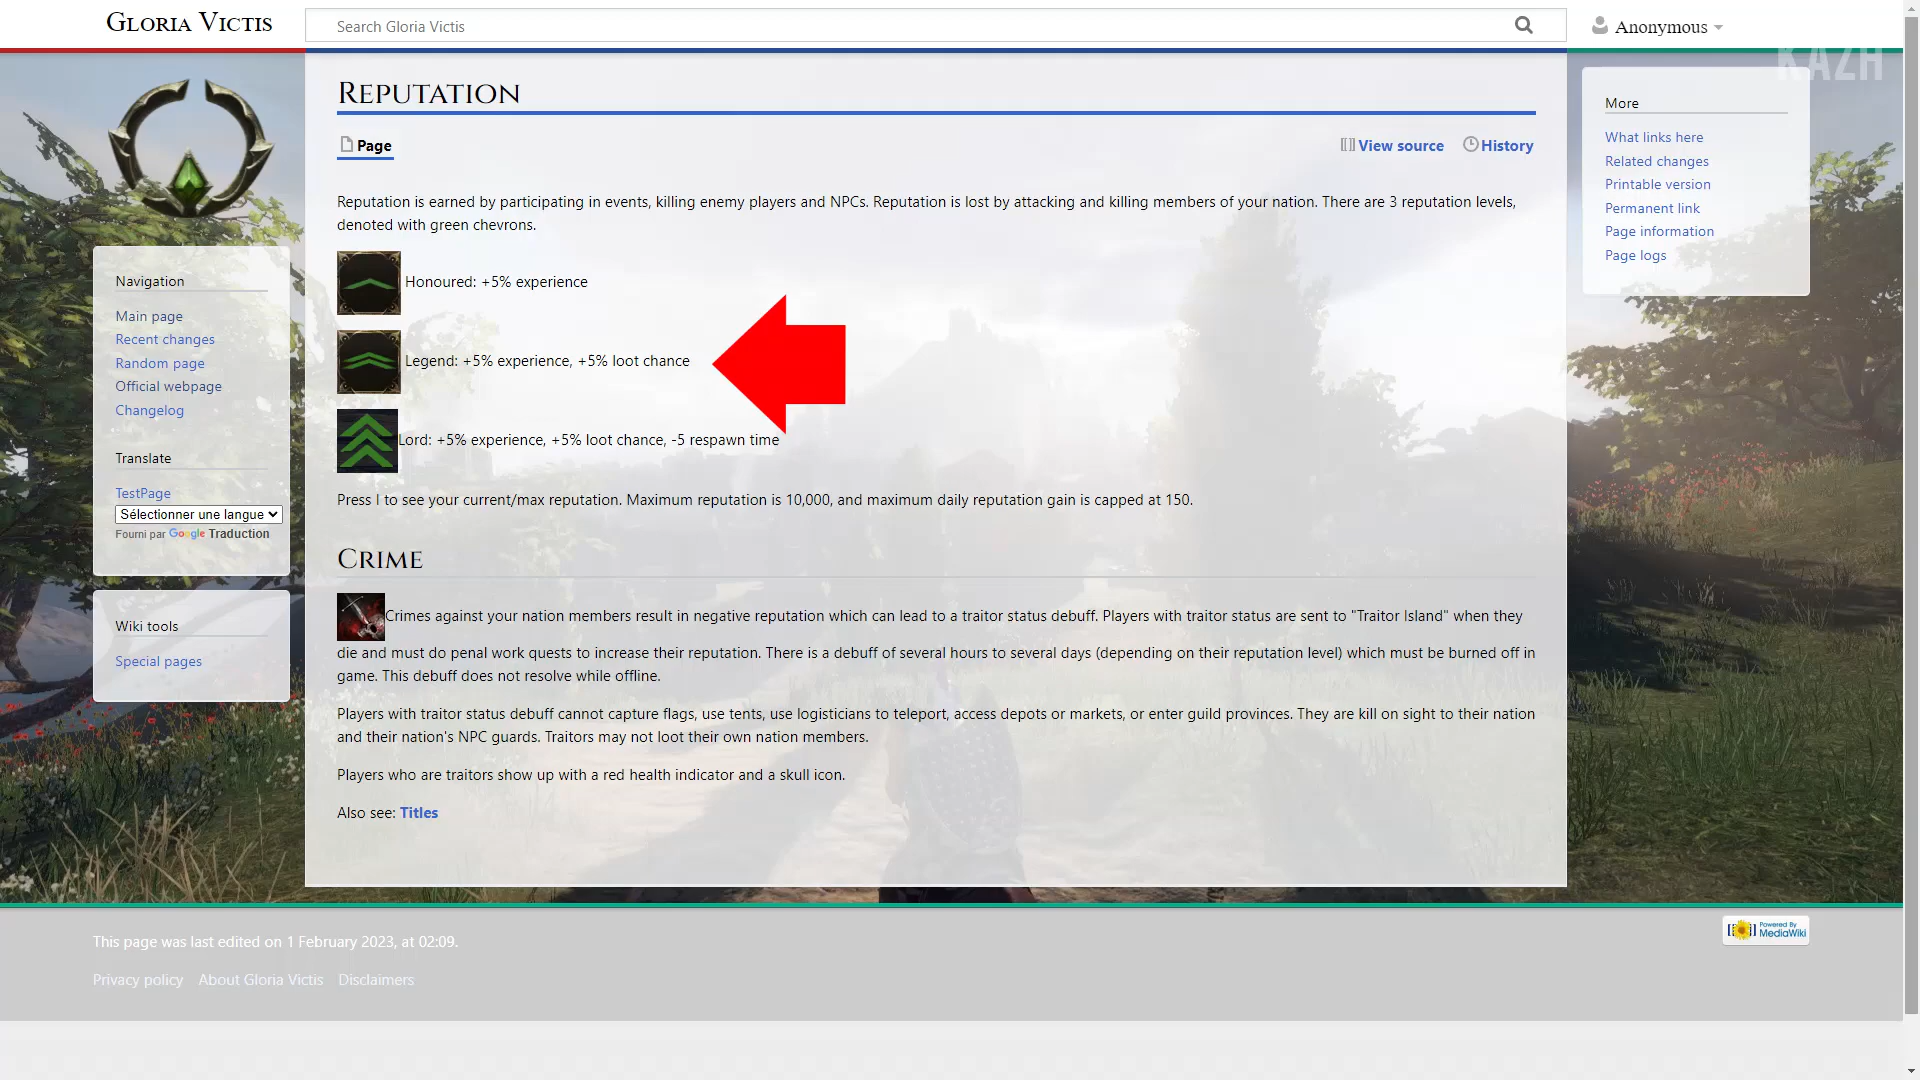 Gloria Victis
Search Gloria Victis
Anonymous
KAZH
Reputation
Page
View source
History
Reputation is earned by participating in events, killing enemy players and NPCs. Reputation is lost by attacking and killing members of your nation. There are 3 reputation levels,
denoted with green chevrons.
Honoured: +5% experience
Legend: +5% experience, +5% loot chance
Lord: +5% experience, +5% loot chance, -5 respawn time
Press I to see your current/max reputation. Maximum reputation is 10,000, and maximum daily reputation gain is capped at 150.
Crime
Crimes against your nation members result in negative reputation which can lead to a traitor status debuff. Players with traitor status are sent to "Traitor Island" when they
die and must do penal work quests to increase their reputation. There is a debuff of several hours to several days (depending on their reputation level) which must be burned off in
game. This debuff does not resolve while offline.
Players with traitor status debuff cannot capture flags, use tents, use logisticians to teleport, access depots or markets, or enter guild provinces. They are kill on sight to their nation
and their nation's NPC guards. Traitors may not loot their own nation members.
Players who are traitors show up with a red health indicator and a skull icon.
Also see: Titles
Navigation
Main page
Recent changes
Random page
Official webpage
Changelog
Translate
TestPage
Sélectionner une langue
Fourni par Google Traduction
Wiki tools
Special pages
More
What links here
Related changes
Printable version
Permanent link
Page information
Page logs
This page was last edited on 1 February 2023, at 02:09.
Privacy policy
About Gloria Victis
Disclaimers
Powered By
MediaWiki